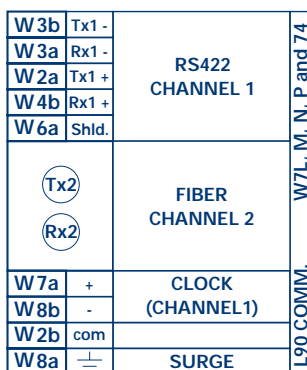 W3b Tx1 -
W3a Rx1 -
W2a Tx1 +
W4b Rx1 +
W6a Shld.
RS422
CHANNEL 1
Tx2
Rx2
FIBER
CHANNEL 2
W7a +
W8b -
CLOCK
(CHANNEL1)
W2b com
W8a
SURGE
L90 COMM. W7L, M, N, P and 74